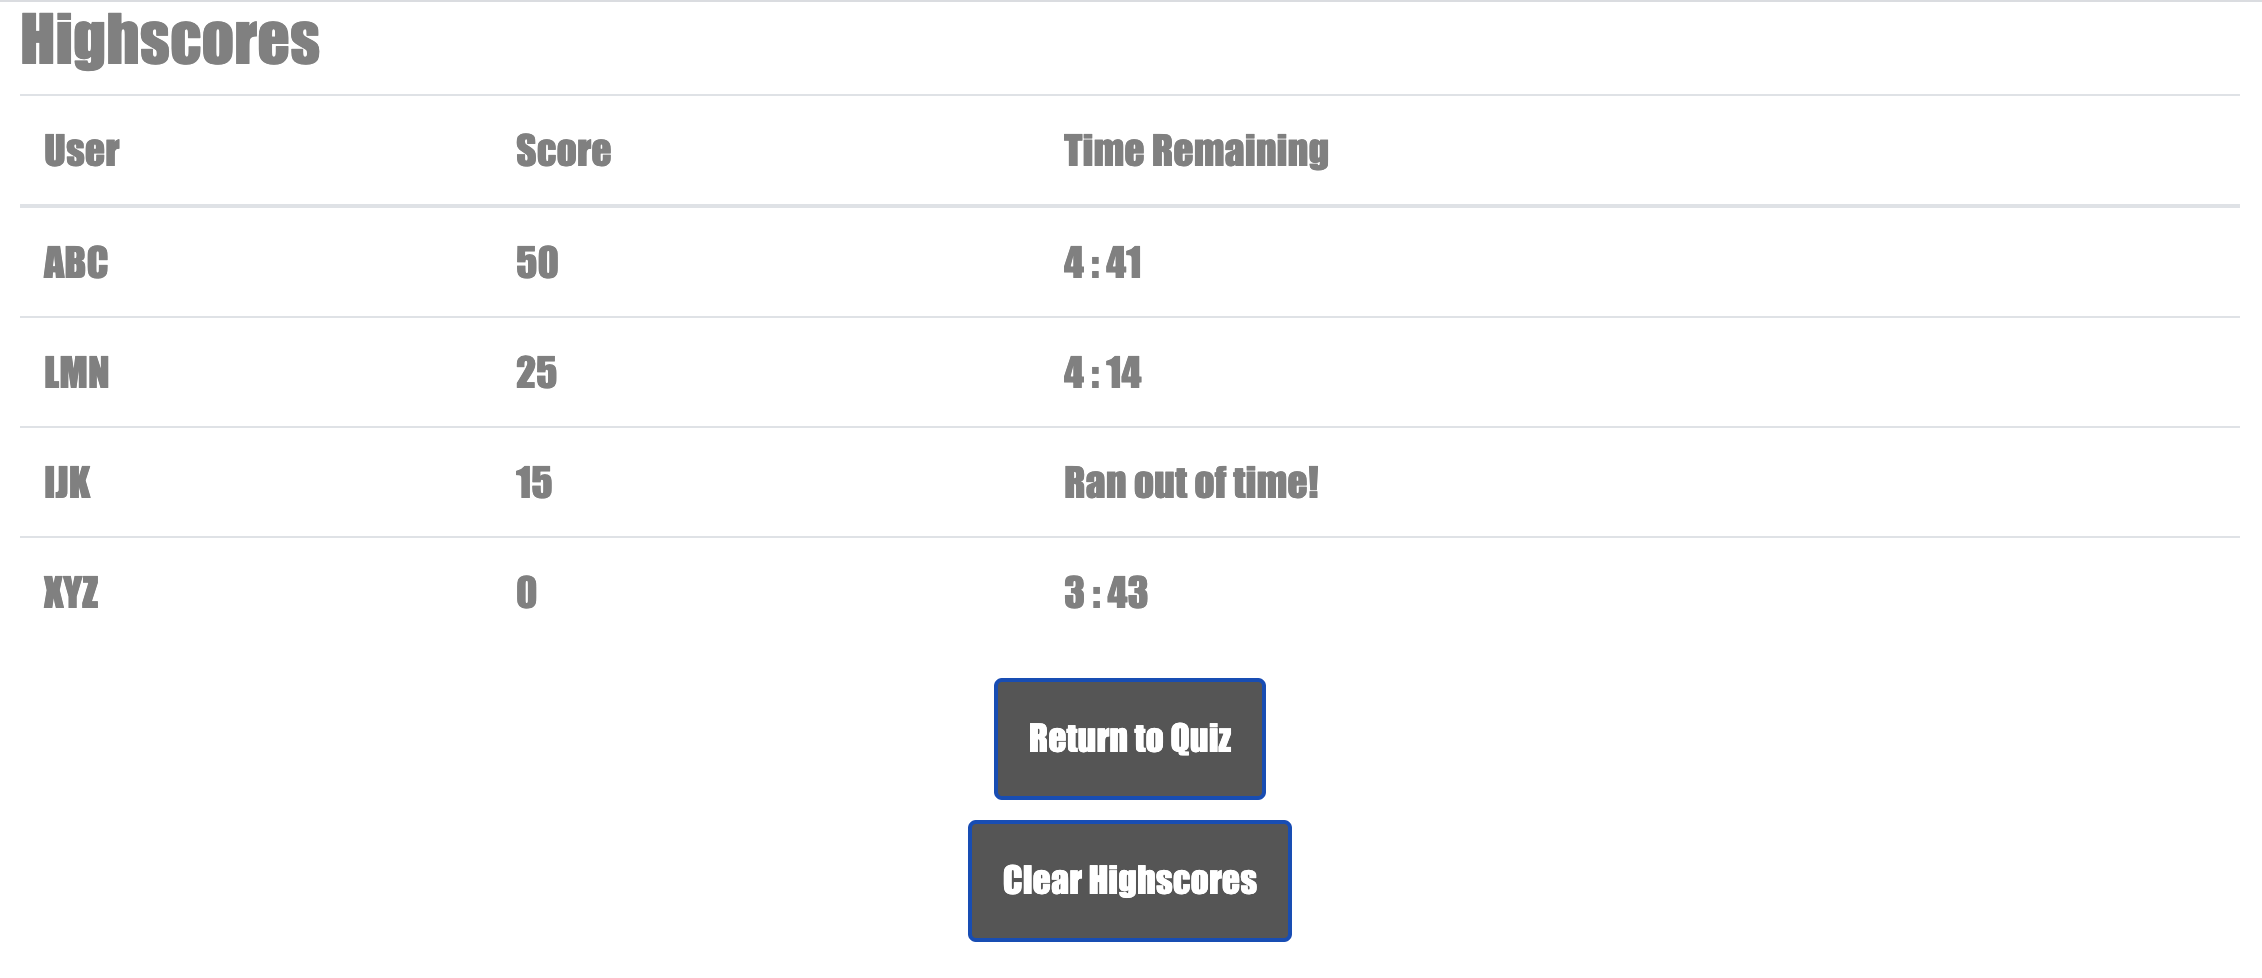 Highscores
User Score Time Remaining
ABC 50 4 : 41
LMN 25 4 : 14
IJK 15 Ran out of time!
XYZ 0 3 : 43
Return to Quiz
Clear Highscores